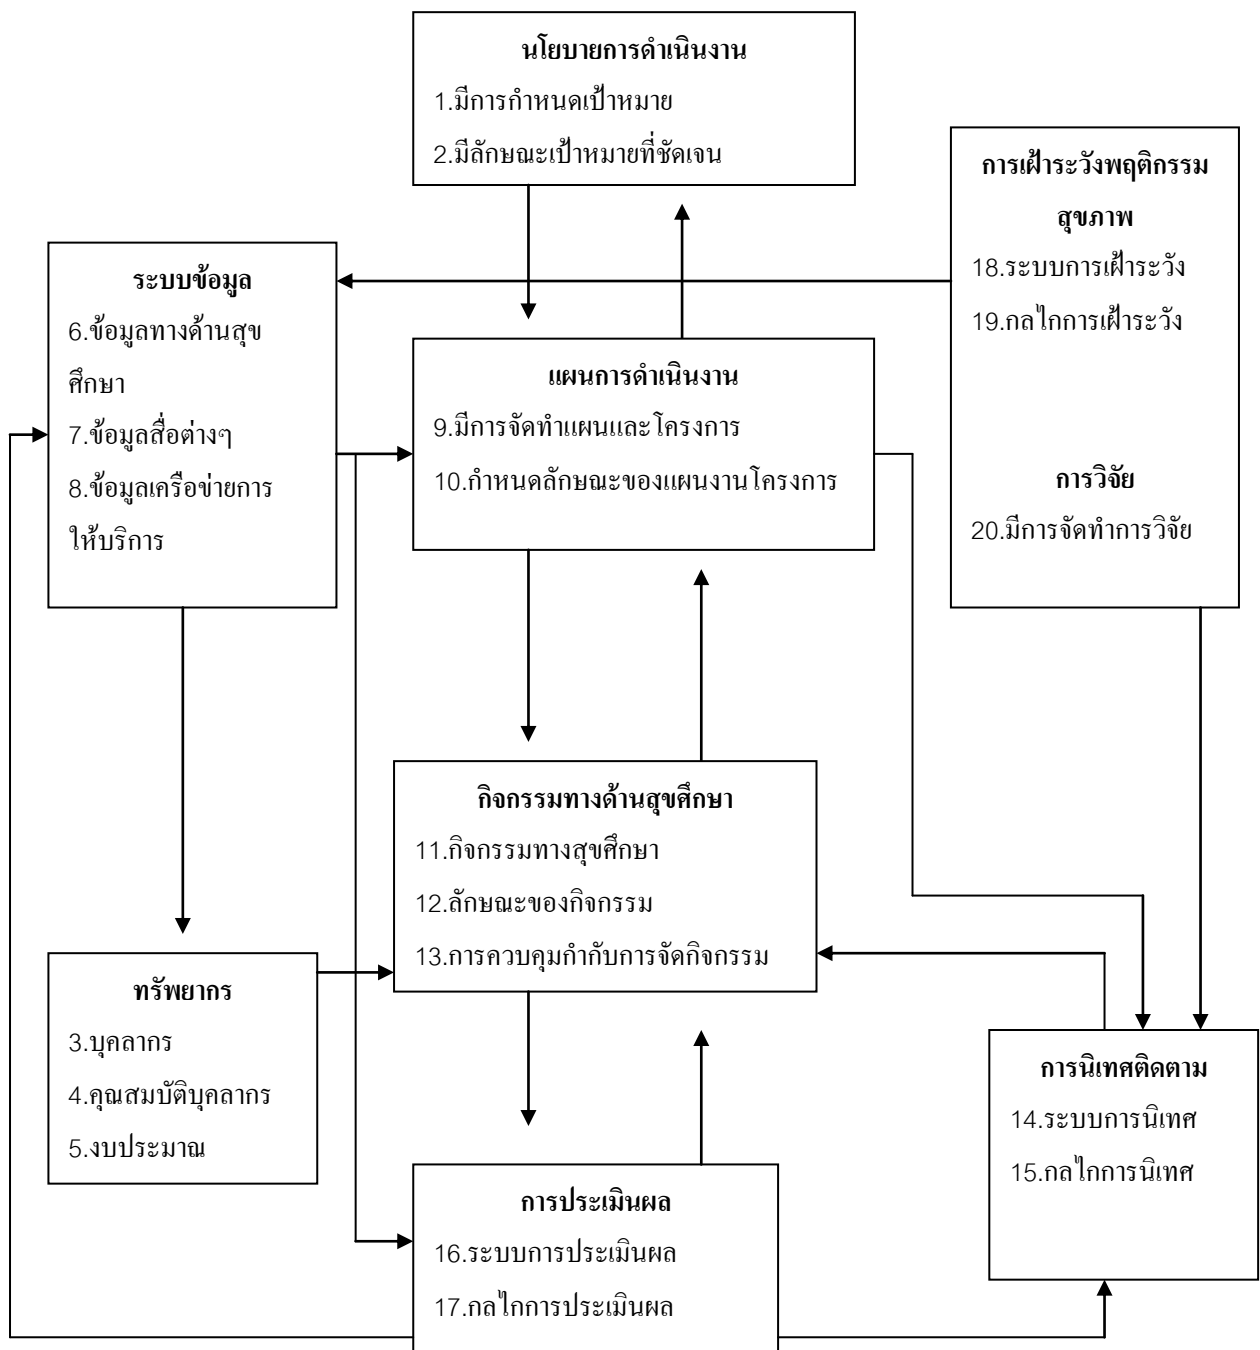 นโยบายการดำเนินงาน
1.มีการกำหนดเป้าหมาย
2.มีลักษณะเป้าหมายที่ชัดเจน
การเฝ้าระวังพฤติกรรม
สุขภาพ
18.ระบบการเฝ้าระวัง
19.กลไกการเฝ้าระวัง
การวิจัย
20.มีการจัดทำการวิจัย
ระบบข้อมูล
6.ข้อมูลทางด้านสุข
ศึกษา
7.ข้อมูลสื่อต่างๆ
8.ข้อมูลเครือข่ายการ
ให้บริการ
แผนการดำเนินงาน
9.มีการจัดทำแผนและโครงการ
10.กำหนดลักษณะของแผนงานโครงการ
กิจกรรมทางด้านสุขศึกษา
11.กิจกรรมทางสุขศึกษา
12.ลักษณะของกิจกรรม
13.การควบคุมกำกับการจัดกิจกรรม
ทรัพยากร
3.บุคลากร
4.คุณสมบัติบุคลากร
5.งบประมาณ
การนิเทศติดตาม
14.ระบบการนิเทศ
15.กลไกการนิเทศ
การประเมินผล
16.ระบบการประเมินผล
17.กลไกการประเมินผล